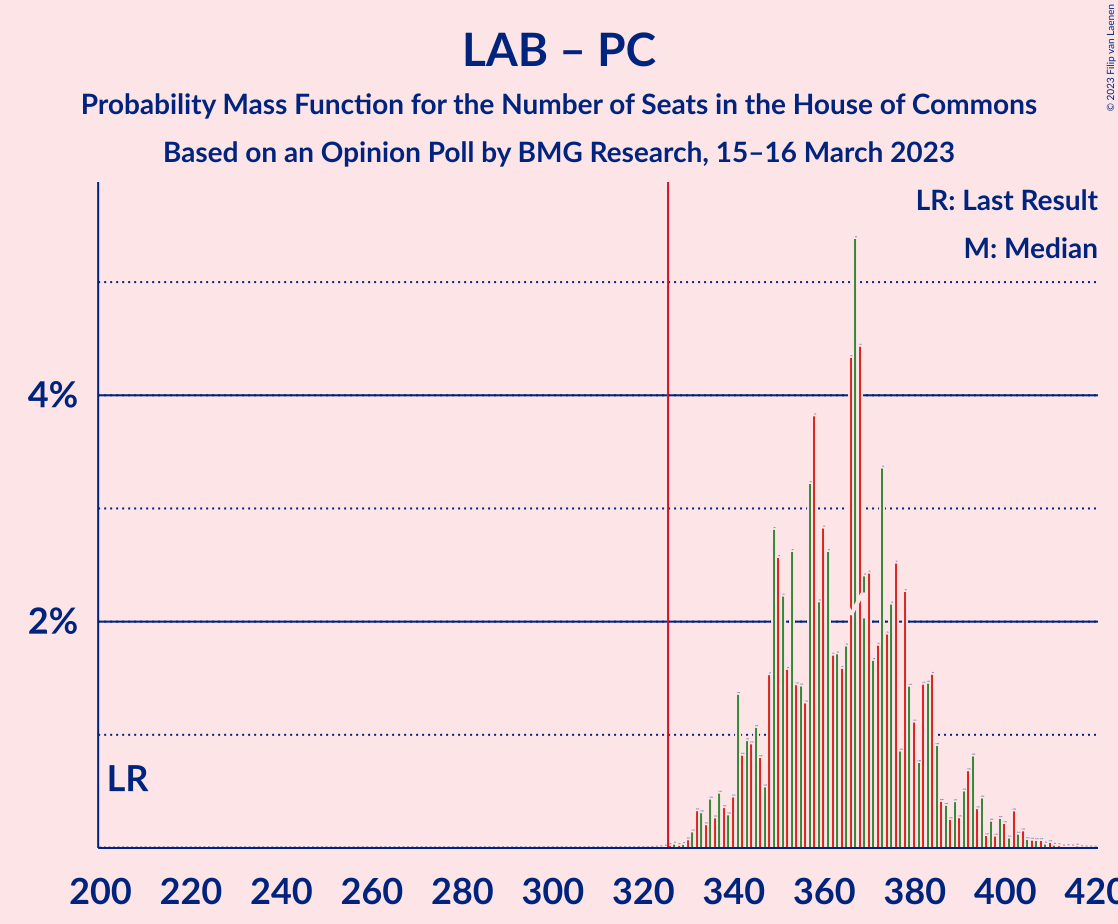 LAB – PC
Probability Mass Function for the Number of Seats in the House of Commons
Based on an Opinion Poll by BMG Research, 15–16 March 2023
© 2023 Filip van Laenen
LR: Last Result
M: Median
4%
2%
LR
200 220 240 260 280 300 320 340 360 380 400 420